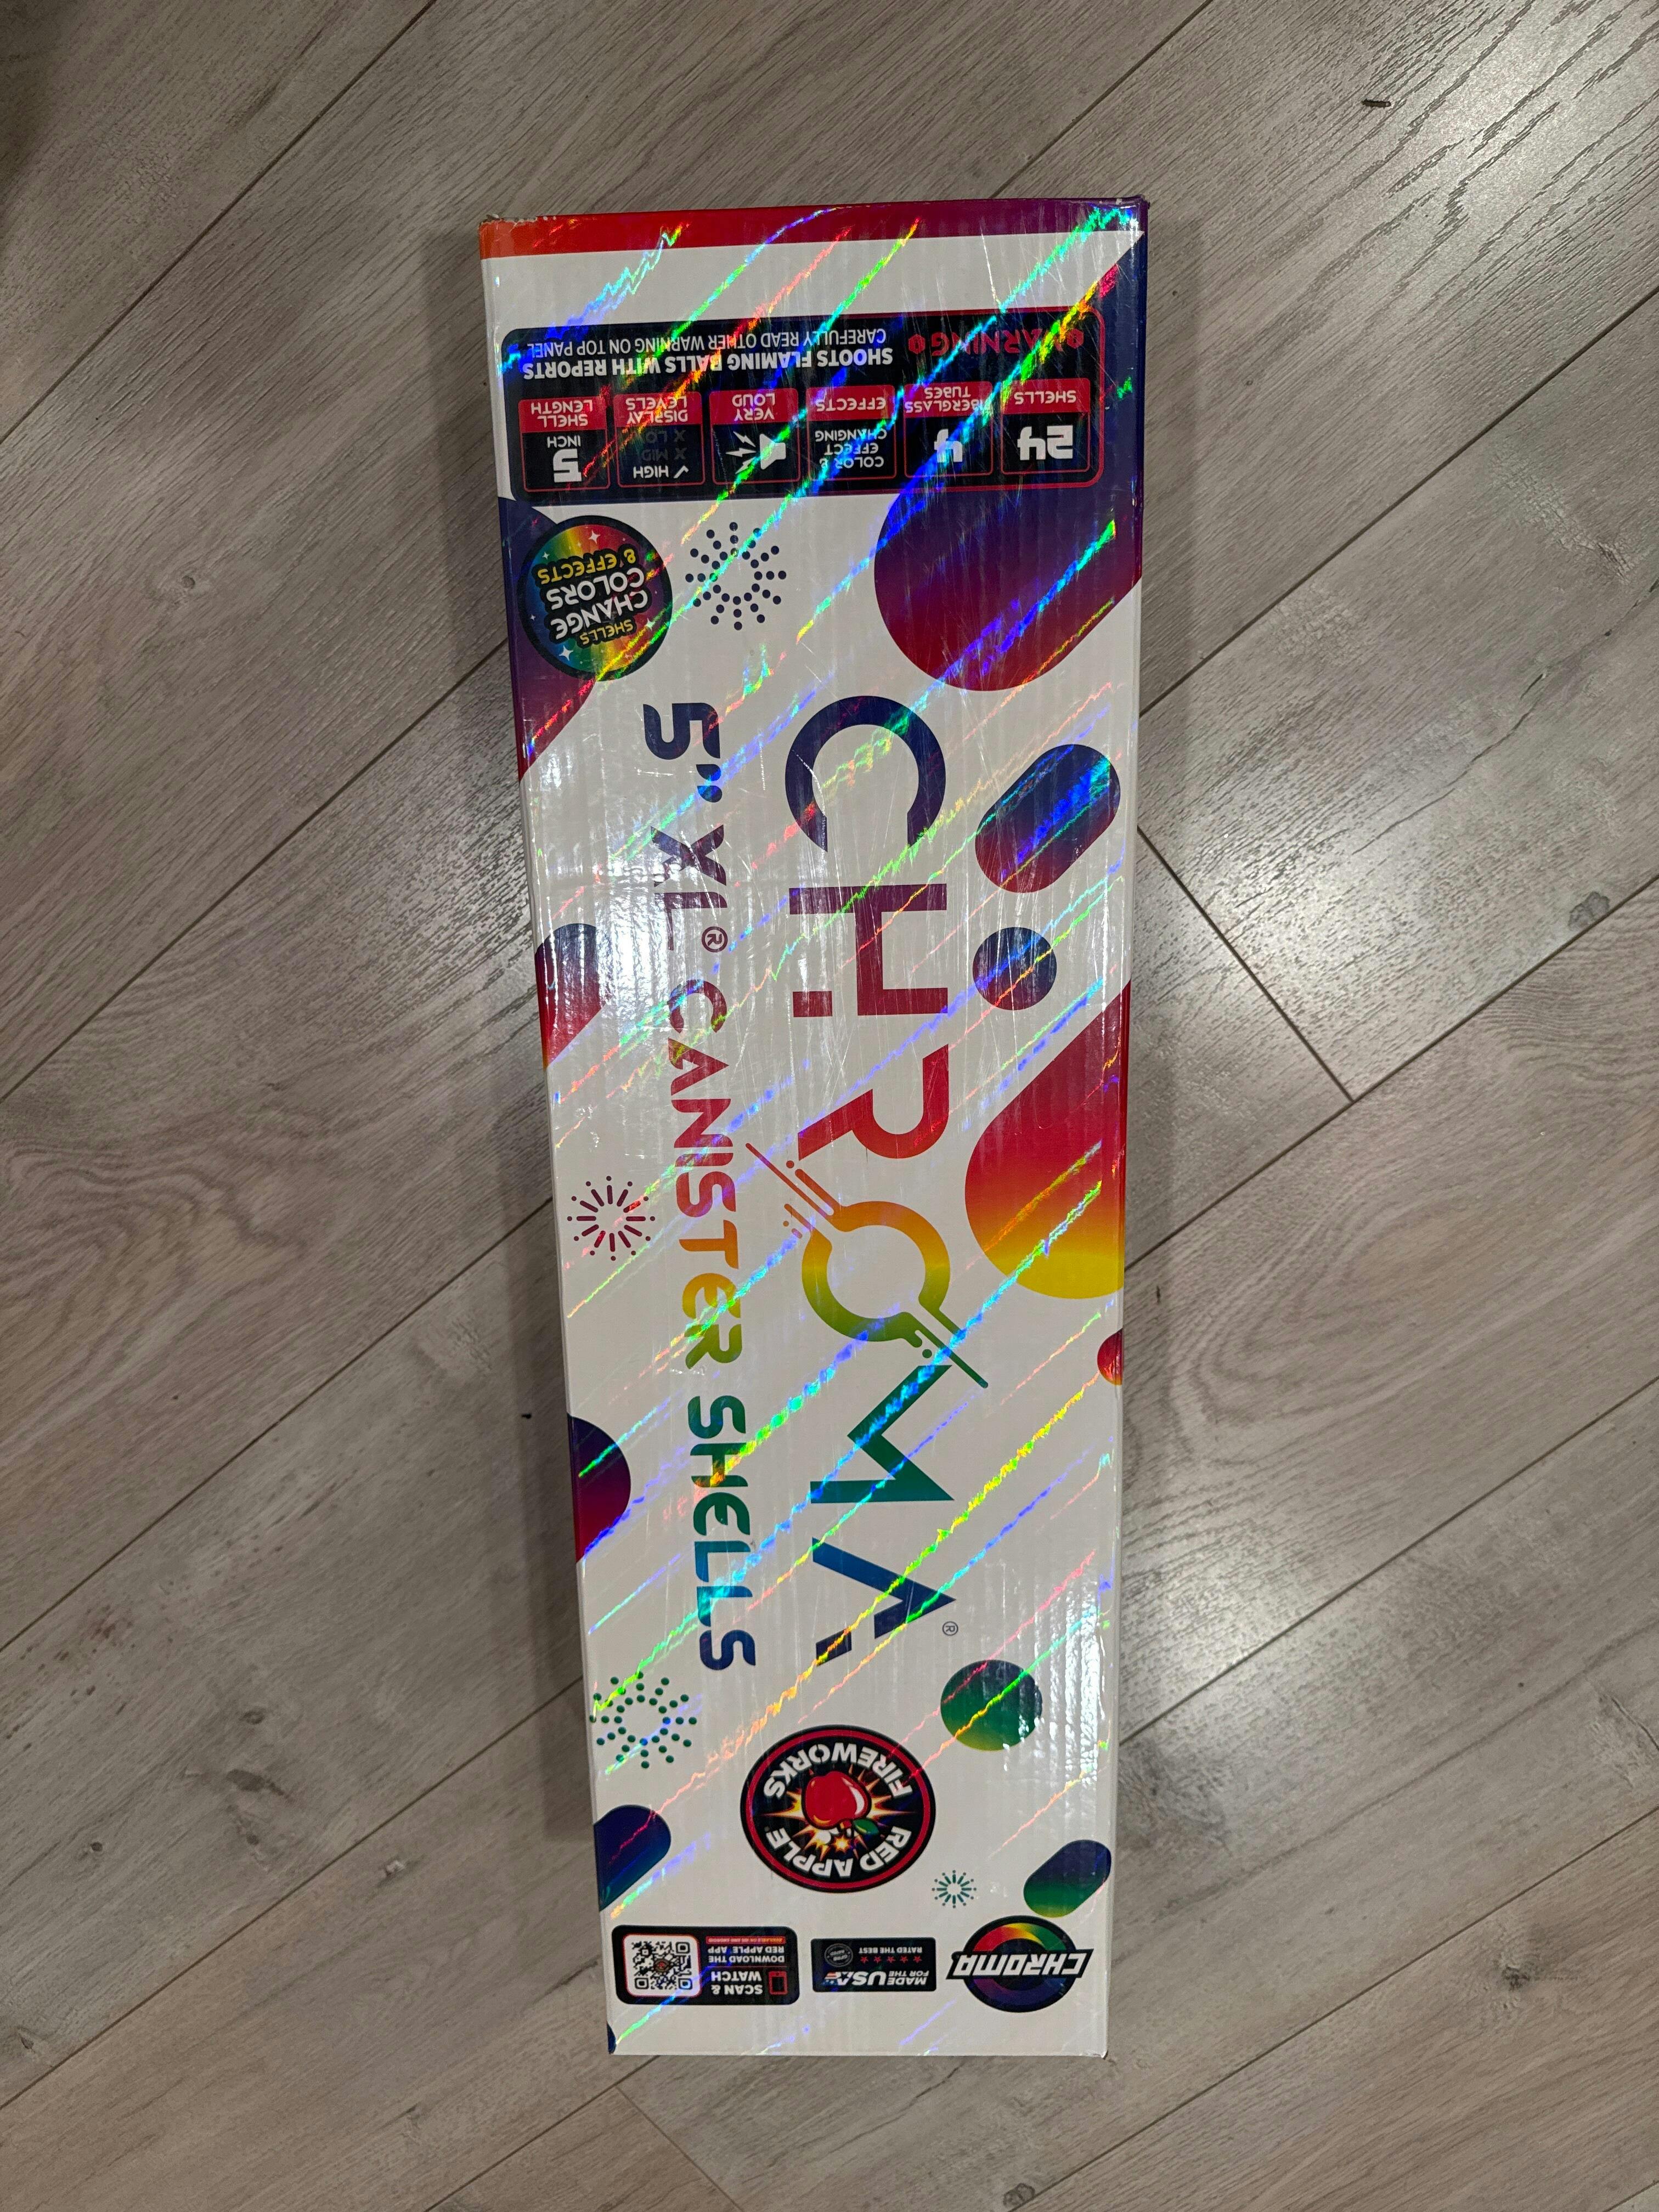 CHROMA®
5" XL® CANISTER SHELLS
WARNING
SHOOTS FLAMING BALLS WITH REPORTS
CAREFULLY READ OTHER WARNING ON TOP PANEL
24
SHELLS
4
FIBERGLASS
TUBES
COLOR &
EFFECT
CHANGING
EFFECTS
VERY
LOUD
✓ HIGH
X MID
X LOW
DISPLAY
LEVELS
5
INCH
SHELL
LENGTH
SHELLS
CHANGE
COLORS
& EFFECTS
RED APPLE
FIREWORKS
CHROMA
MADE
FOR THE
USA
RATED THE BEST
SCAN &
WATCH
DOWNLOAD THE
RED APPLE APP